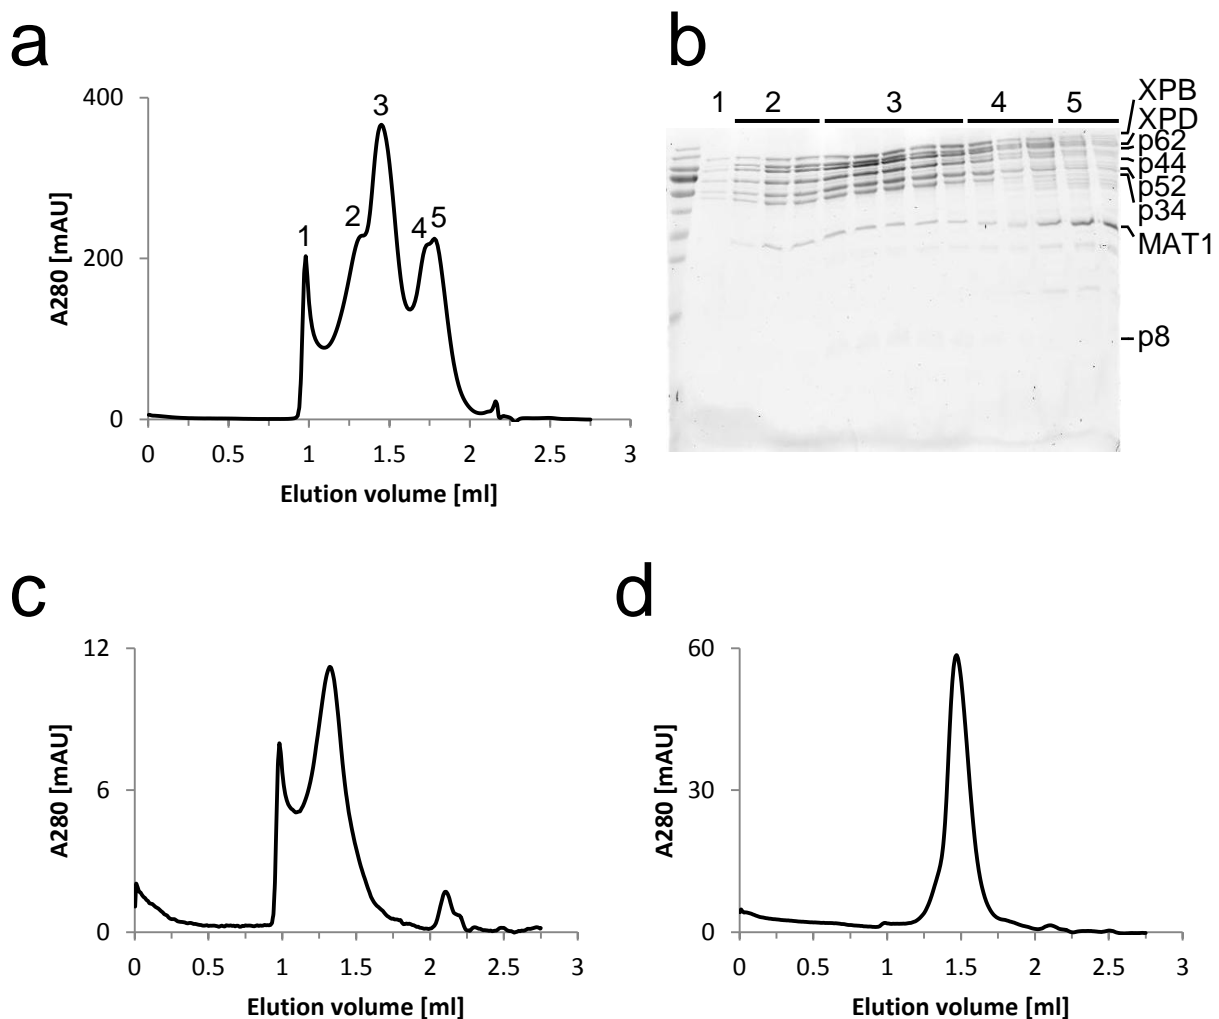 a
400
200
0
A280 [mAU]
1
2
3
4
5
0 0.5 1 1.5 2 2.5 3
Elution volume [ml]
b
1 2 3 4 5
XPB
XPD
p62
p44
p52
p34
MAT1
p8
c
12
6
0
A280 [mAU]
0 0.5 1 1.5 2 2.5 3
Elution volume [ml]
d
60
30
0
A280 [mAU]
0 0.5 1 1.5 2 2.5 3
Elution volume [ml]